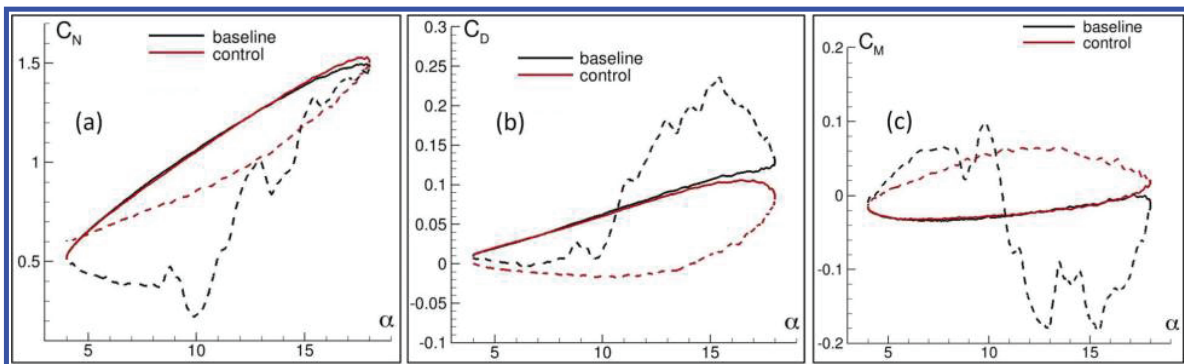 C_N
baseline
control
1.5
(a)
1
0.5
5
10
15
α
0.3
C_D
baseline
control
0.25
0.2
0.15
(b)
0.1
0.05
0
-0.05
-0.1
5
10
15
α
0.2
C_M
baseline
control
0.1
(c)
0
-0.1
-0.2
5
10
15
α